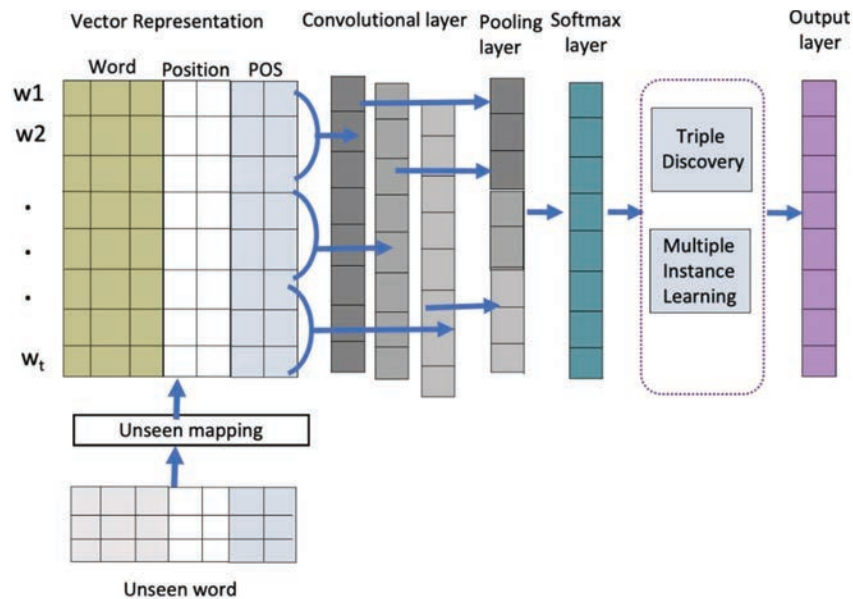 Vector Representation
Convolutional layer
Pooling
layer
Softmax
layer
Output
layer
Word
Position
POS
w1
w2
.
.
.
wₜ
Triple
Discovery
Multiple
Instance
Learning
Unseen mapping
Unseen word